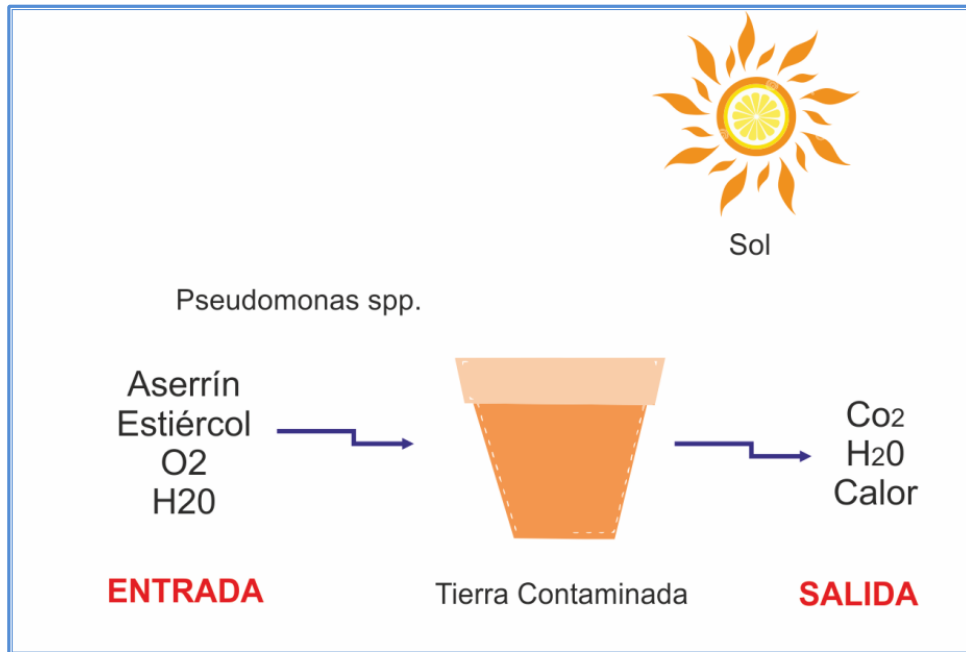 Sol
Pseudomonas spp.
Aserrín
Estiércol
O2
H20
Co2
H20
Calor
ENTRADA
Tierra Contaminada
SALIDA